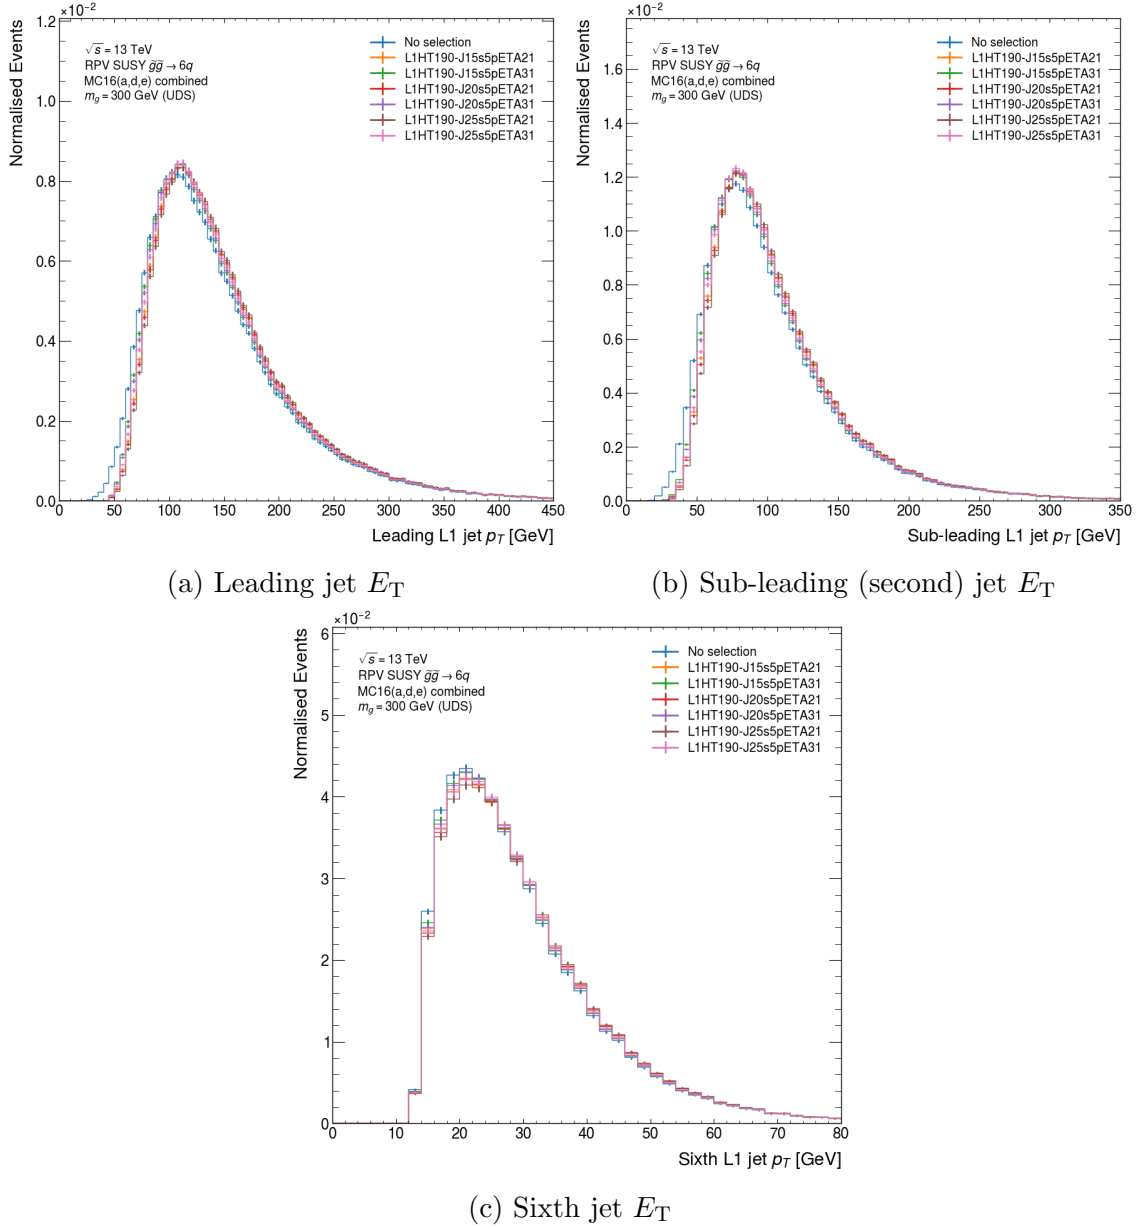 ×10⁻²
1.2
1.0
0.8
0.6
0.4
0.2
0.0
Normalised Events
√s = 13 TeV
RPV SUSY g̃g̃ → 6q
MC16(a,d,e) combined
m_g = 300 GeV (UDS)
No selection
L1HT190-J15s5pETA21
L1HT190-J15s5pETA31
L1HT190-J20s5pETA21
L1HT190-J20s5pETA31
L1HT190-J25s5pETA21
L1HT190-J25s5pETA31
0 50 100 150 200 250 300 350 400 450
Leading L1 jet p_T [GeV]
(a) Leading jet E_T
×10⁻²
1.6
1.4
1.2
1.0
0.8
0.6
0.4
0.2
0.0
Normalised Events
√s = 13 TeV
RPV SUSY g̃g̃ → 6q
MC16(a,d,e) combined
m_g = 300 GeV (UDS)
No selection
L1HT190-J15s5pETA21
L1HT190-J15s5pETA31
L1HT190-J20s5pETA21
L1HT190-J20s5pETA31
L1HT190-J25s5pETA21
L1HT190-J25s5pETA31
0 50 100 150 200 250 300 350
Sub-leading L1 jet p_T [GeV]
(b) Sub-leading (second) jet E_T
×10⁻²
6
5
4
3
2
1
0
Normalised Events
√s = 13 TeV
RPV SUSY g̃g̃ → 6q
MC16(a,d,e) combined
m_g = 300 GeV (UDS)
No selection
L1HT190-J15s5pETA21
L1HT190-J15s5pETA31
L1HT190-J20s5pETA21
L1HT190-J20s5pETA31
L1HT190-J25s5pETA21
L1HT190-J25s5pETA31
0 10 20 30 40 50 60 70 80
Sixth L1 jet p_T [GeV]
(c) Sixth jet E_T